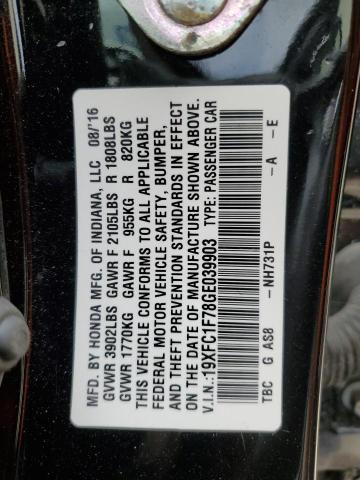 MFD. BY HONDA MFG. OF INDIANA, LLC 08/'16
GVWR 3902LBS GAWR F 2105LBS R 1808LBS
GVWR 1770KG GAWR F 955KG R 820KG
THIS VEHICLE CONFORMS TO ALL APPLICABLE
FEDERAL MOTOR VEHICLE SAFETY, BUMPER,
AND THEFT PREVENTION STANDARDS IN EFFECT
ON THE DATE OF MANUFACTURE SHOWN ABOVE.
V.I.N.:19XFC1F78GE039903 TYPE: PASSENGER CAR
TBC G AS8 -NH731P -A -E